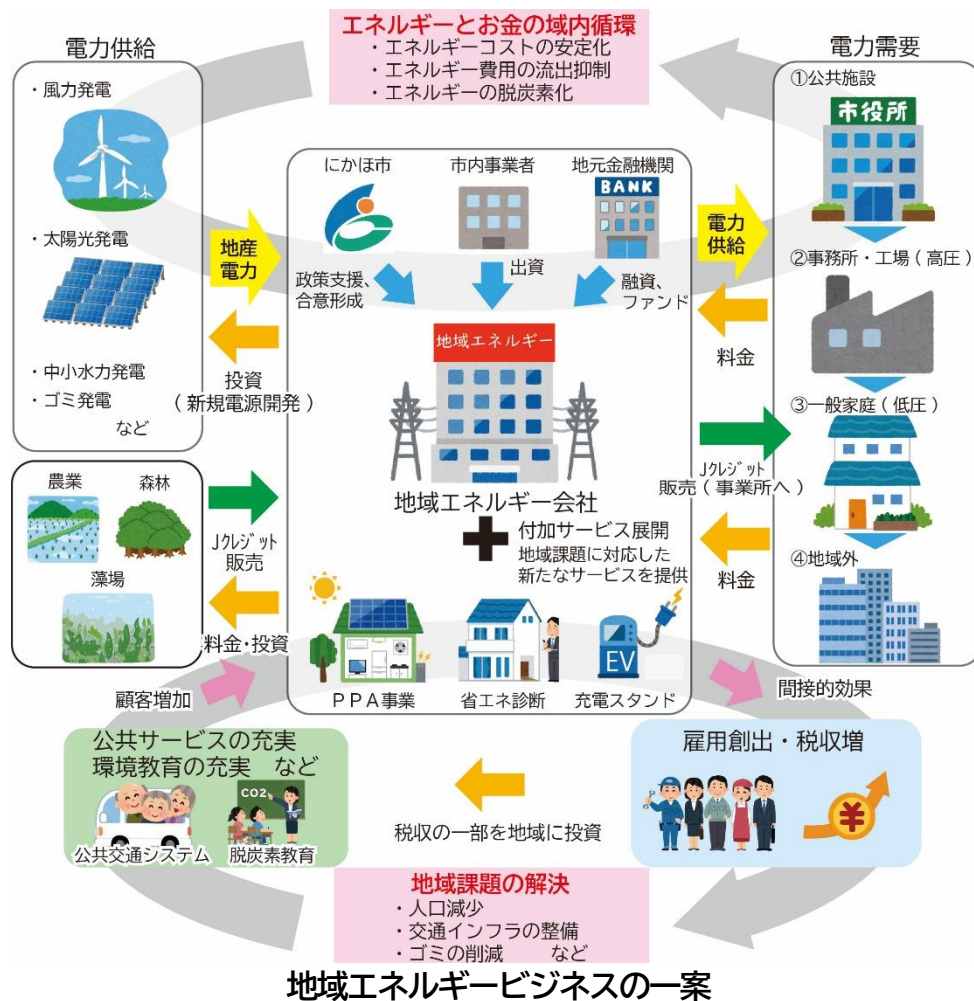 エネルギーとお金の域内循環
・エネルギーコストの安定化
・エネルギー費用の流出抑制
・エネルギーの脱炭素化
電力供給
・風力発電
・太陽光発電
・中小水力発電
・ゴミ発電
など
地産
電力
投資
(新規電源開発)
農業
森林
藻場
Jクレジット
販売
料金・投資
にかほ市
市内事業者
地元金融機関
BANK
政策支援、
合意形成
出資
融資、
ファンド
地域エネルギー
地域エネルギー会社
付加サービス展開
地域課題に対応した
新たなサービスを提供
EV
PPA事業
省エネ診断
充電スタンド
電力
供給
料金
Jクレジット
販売(事業所へ)
料金
電力需要
①公共施設
市役所
②事務所・工場(高圧)
③一般家庭(低圧)
④地域外
顧客増加
間接的効果
公共サービスの充実
環境教育の充実 など
CO2
公共交通システム
脱炭素教育
税収の一部を地域に投資
雇用創出・税収増
¥
地域課題の解決
・人口減少
・交通インフラの整備
・ゴミの削減 など
地域エネルギービジネスの一案